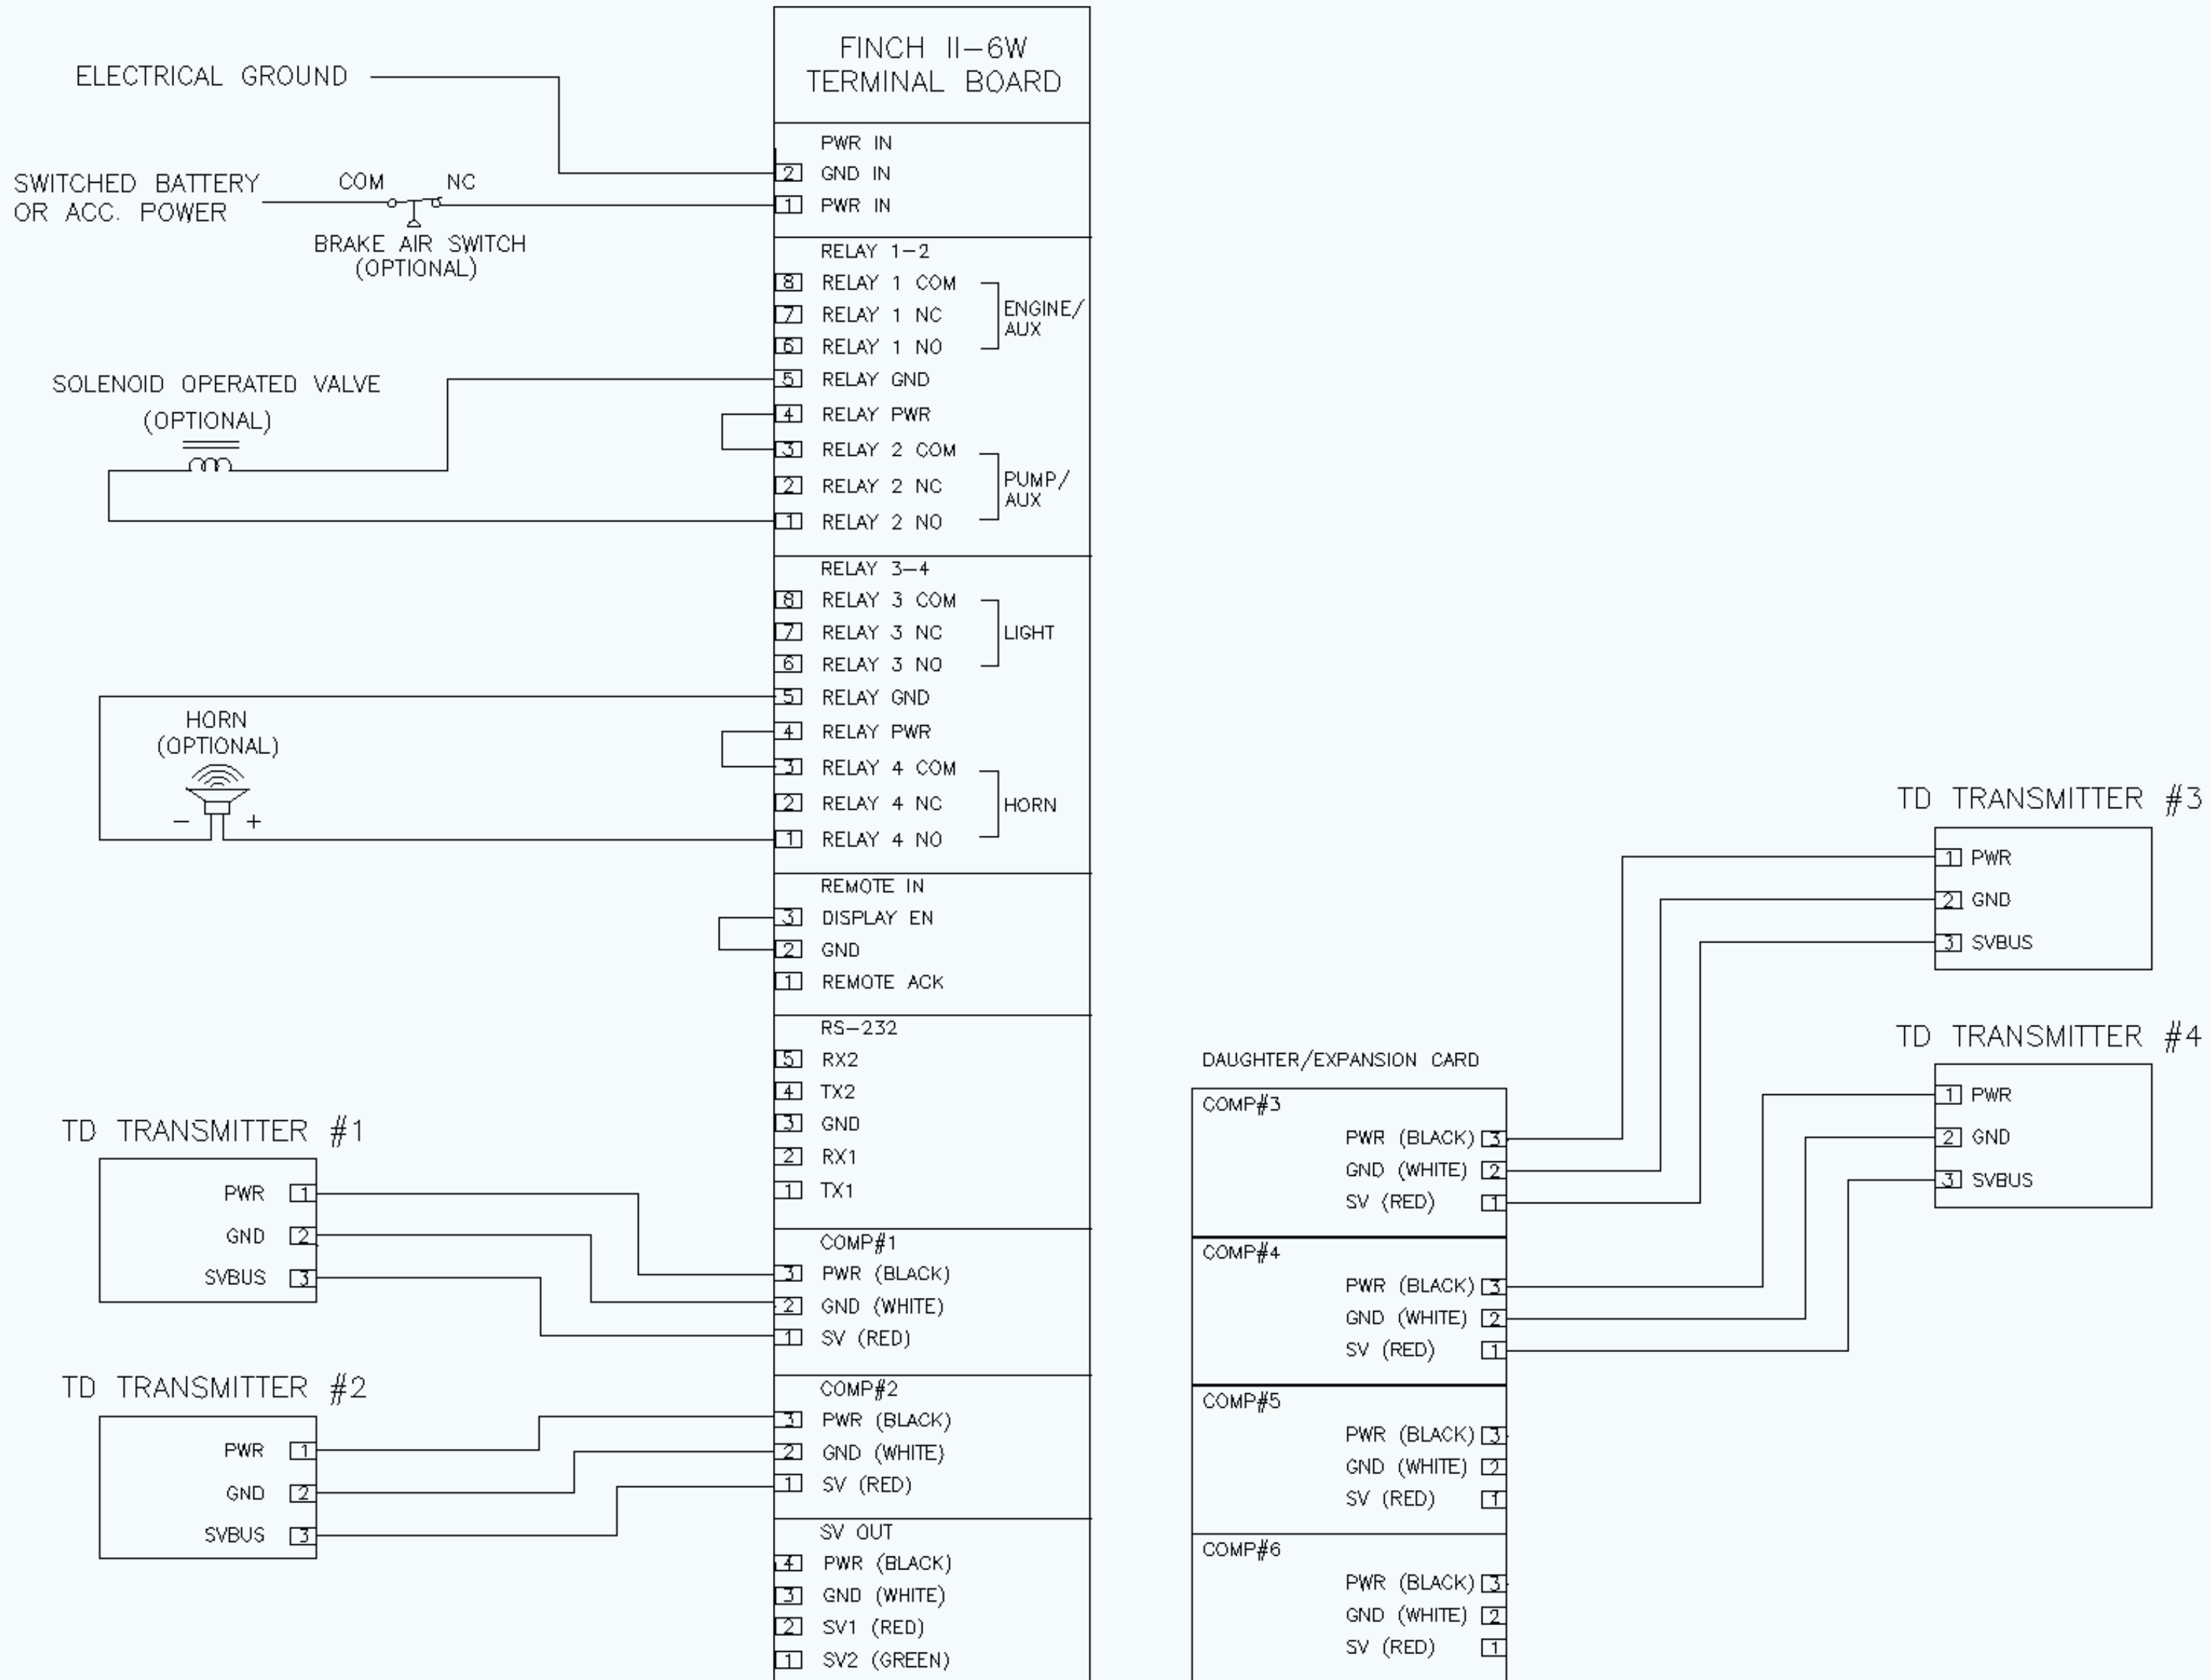 FINCH II-6W
TERMINAL BOARD
ELECTRICAL GROUND
SWITCHED BATTERY
OR ACC. POWER
COM
NC
BRAKE AIR SWITCH
(OPTIONAL)
PWR IN
2 GND IN
1 PWR IN
RELAY 1-2
8 RELAY 1 COM
7 RELAY 1 NC
6 RELAY 1 NO
ENGINE/
AUX
5 RELAY GND
4 RELAY PWR
3 RELAY 2 COM
2 RELAY 2 NC
1 RELAY 2 NO
PUMP/
AUX
SOLENOID OPERATED VALVE
(OPTIONAL)
RELAY 3-4
8 RELAY 3 COM
7 RELAY 3 NC
6 RELAY 3 NO
LIGHT
5 RELAY GND
4 RELAY PWR
3 RELAY 4 COM
2 RELAY 4 NC
1 RELAY 4 NO
HORN
HORN
(OPTIONAL)
- +
REMOTE IN
3 DISPLAY EN
2 GND
1 REMOTE ACK
RS-232
5 RX2
4 TX2
3 GND
2 RX1
1 TX1
TD TRANSMITTER #1
PWR 1
GND 2
SVBUS 3
COMP#1
3 PWR (BLACK)
2 GND (WHITE)
1 SV (RED)
TD TRANSMITTER #2
PWR 1
GND 2
SVBUS 3
COMP#2
3 PWR (BLACK)
2 GND (WHITE)
1 SV (RED)
SV OUT
4 PWR (BLACK)
3 GND (WHITE)
2 SV1 (RED)
1 SV2 (GREEN)
TD TRANSMITTER #3
1 PWR
2 GND
3 SVBUS
TD TRANSMITTER #4
1 PWR
2 GND
3 SVBUS
DAUGHTER/EXPANSION CARD
COMP#3
PWR (BLACK) 3
GND (WHITE) 2
SV (RED) 1
COMP#4
PWR (BLACK) 3
GND (WHITE) 2
SV (RED) 1
COMP#5
PWR (BLACK) 3
GND (WHITE) 2
SV (RED) 1
COMP#6
PWR (BLACK) 3
GND (WHITE) 2
SV (RED) 1